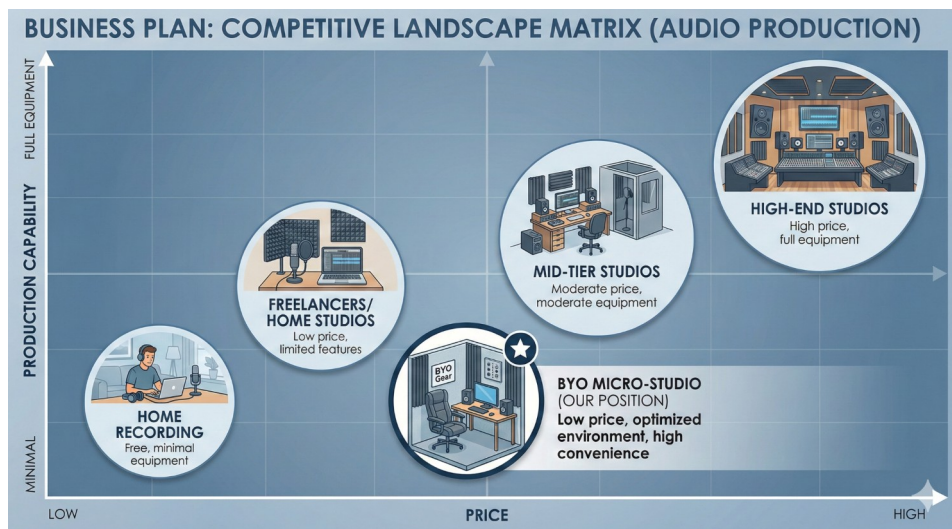 BUSINESS PLAN: COMPETITIVE LANDSCAPE MATRIX (AUDIO PRODUCTION)
FULL EQUIPMENT
PRODUCTION CAPABILITY
MINIMAL
HIGH-END STUDIOS
High price,
full equipment
MID-TIER STUDIOS
Moderate price,
moderate equipment
FREELANCERS/
HOME STUDIOS
Low price,
limited features
HOME
RECORDING
Free, minimal
equipment
BYO
Gear
BYO MICRO-STUDIO
(OUR POSITION)
Low price, optimized
environment, high
convenience
LOW
PRICE
HIGH